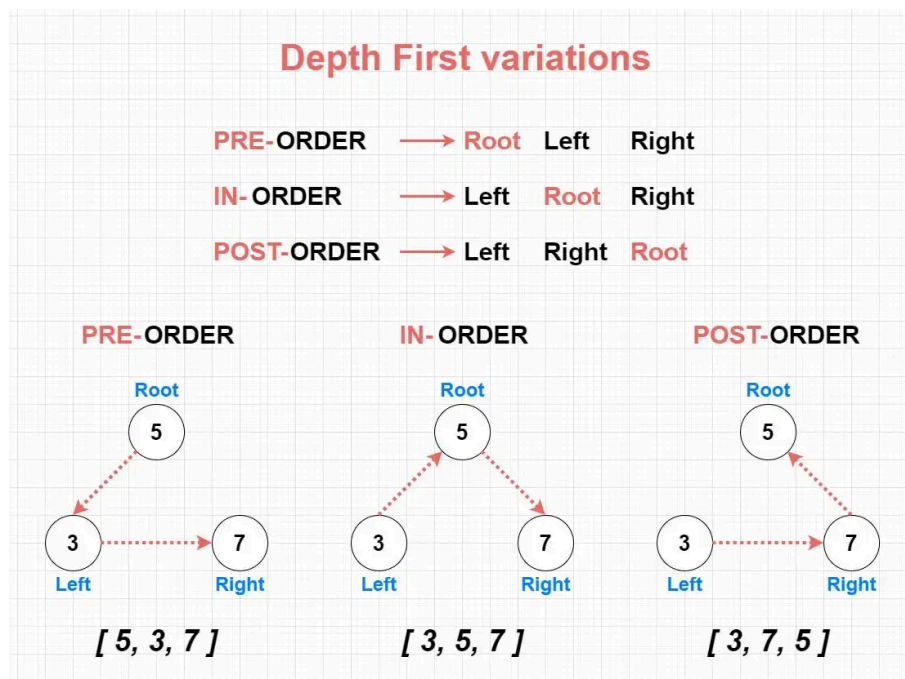 Depth First variations
PRE-ORDER Root Left Right
IN-ORDER Left Root Right
POST-ORDER Left Right Root
PRE-ORDER IN-ORDER POST-ORDER
Root Root Root
5 5 5
3 7 3 7 3 7
Left Right Left Right Left Right
[ 5, 3, 7 ] [ 3, 5, 7 ] [ 3, 7, 5 ]